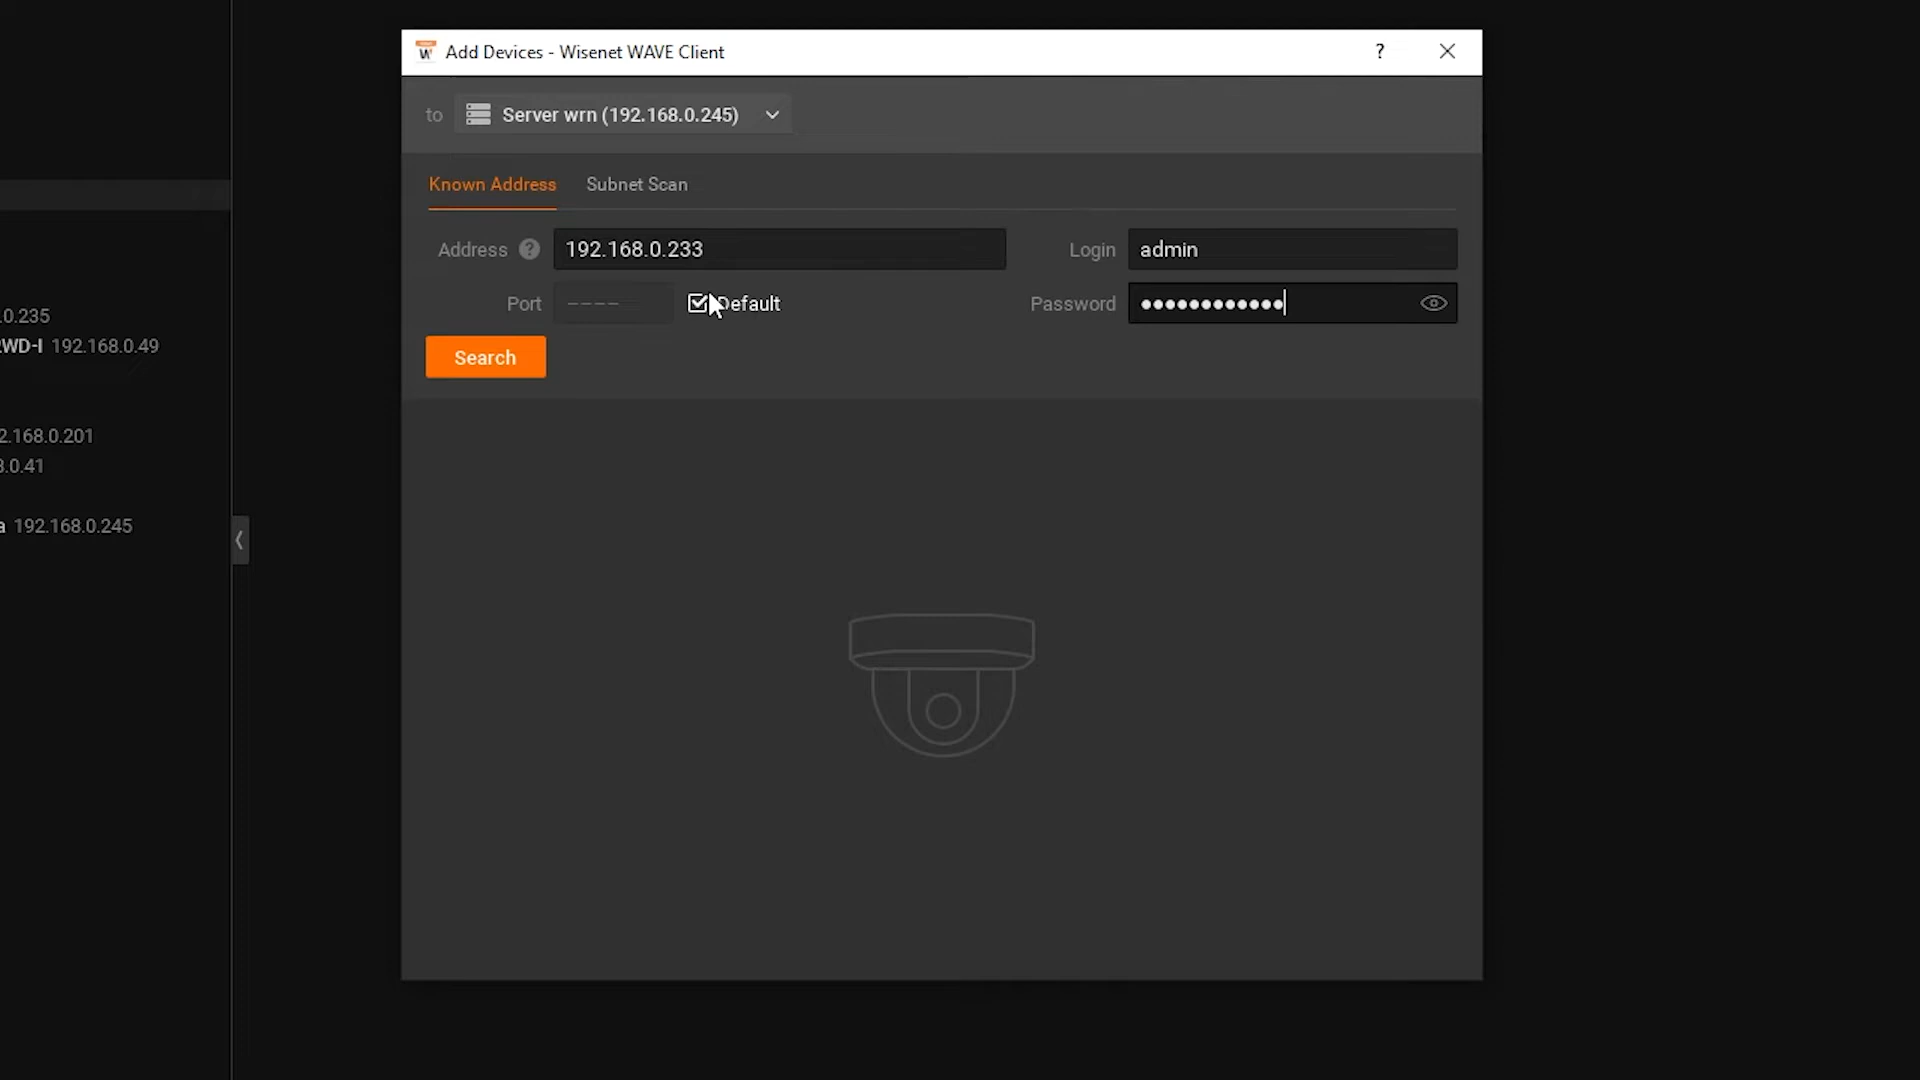 Add Devices - Wisenet WAVE Client
?
to Server wrn (192.168.0.245)
Known Address Subnet Scan
Address ? 192.168.0.233 Login admin
Port ---- Default Password ●●●●●●●●●●●●
Search
.0.235
WD-I 192.168.0.49
2.168.0.201
.0.41
a 192.168.0.245